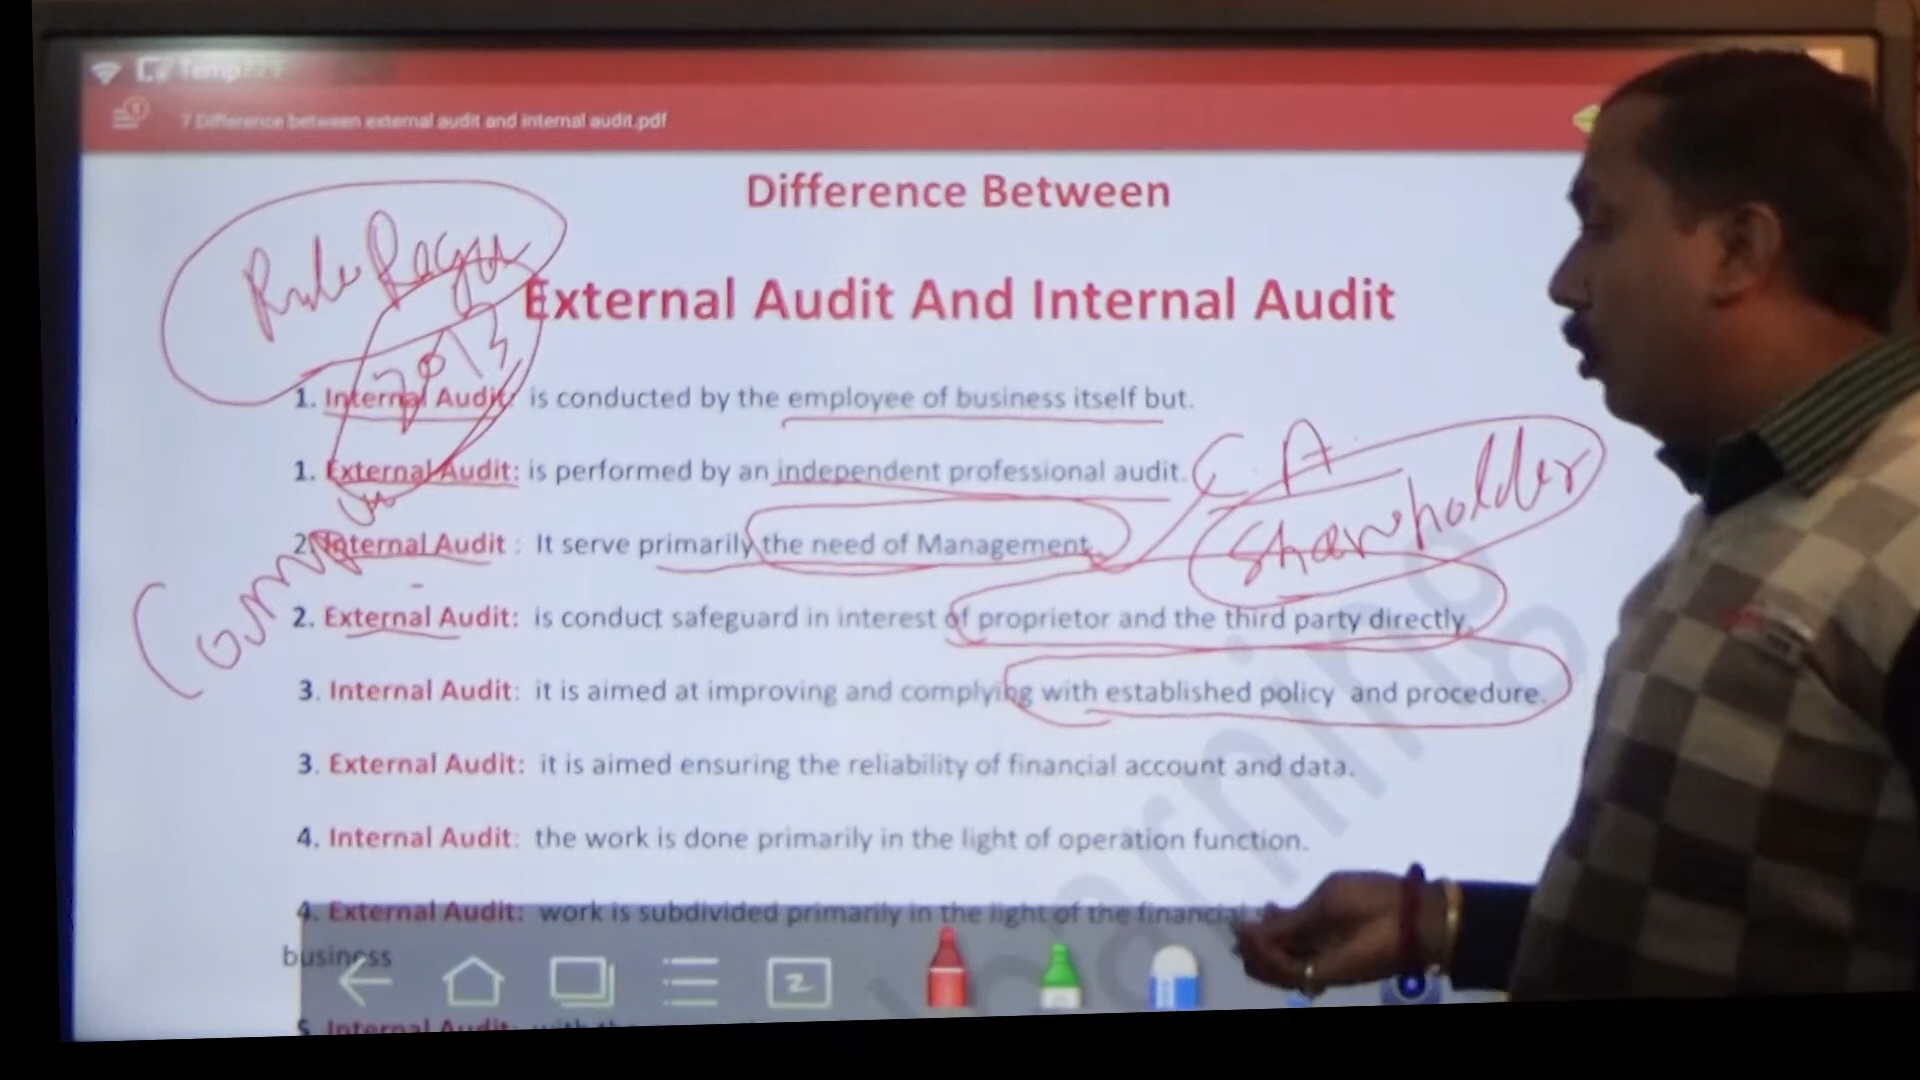 Temp
7 Difference between external audit and internal audit.pdf
Difference Between
External Audit And Internal Audit
Rule Regu
2013
1. Internal Audit: is conducted by the employee of business itself but.
1. External Audit: is performed by an independent professional audit.
CA
Shareholder
2. Internal Audit : It serve primarily the need of Management.
2. External Audit: is conduct safeguard in interest of proprietor and the third party directly.
3. Internal Audit: it is aimed at improving and complying with established policy and procedure.
3. External Audit: it is aimed ensuring the reliability of financial account and data.
4. Internal Audit: the work is done primarily in the light of operation function.
4. External Audit: work is subdivided primarily in the light of the financial
business
5. Internal Audit: